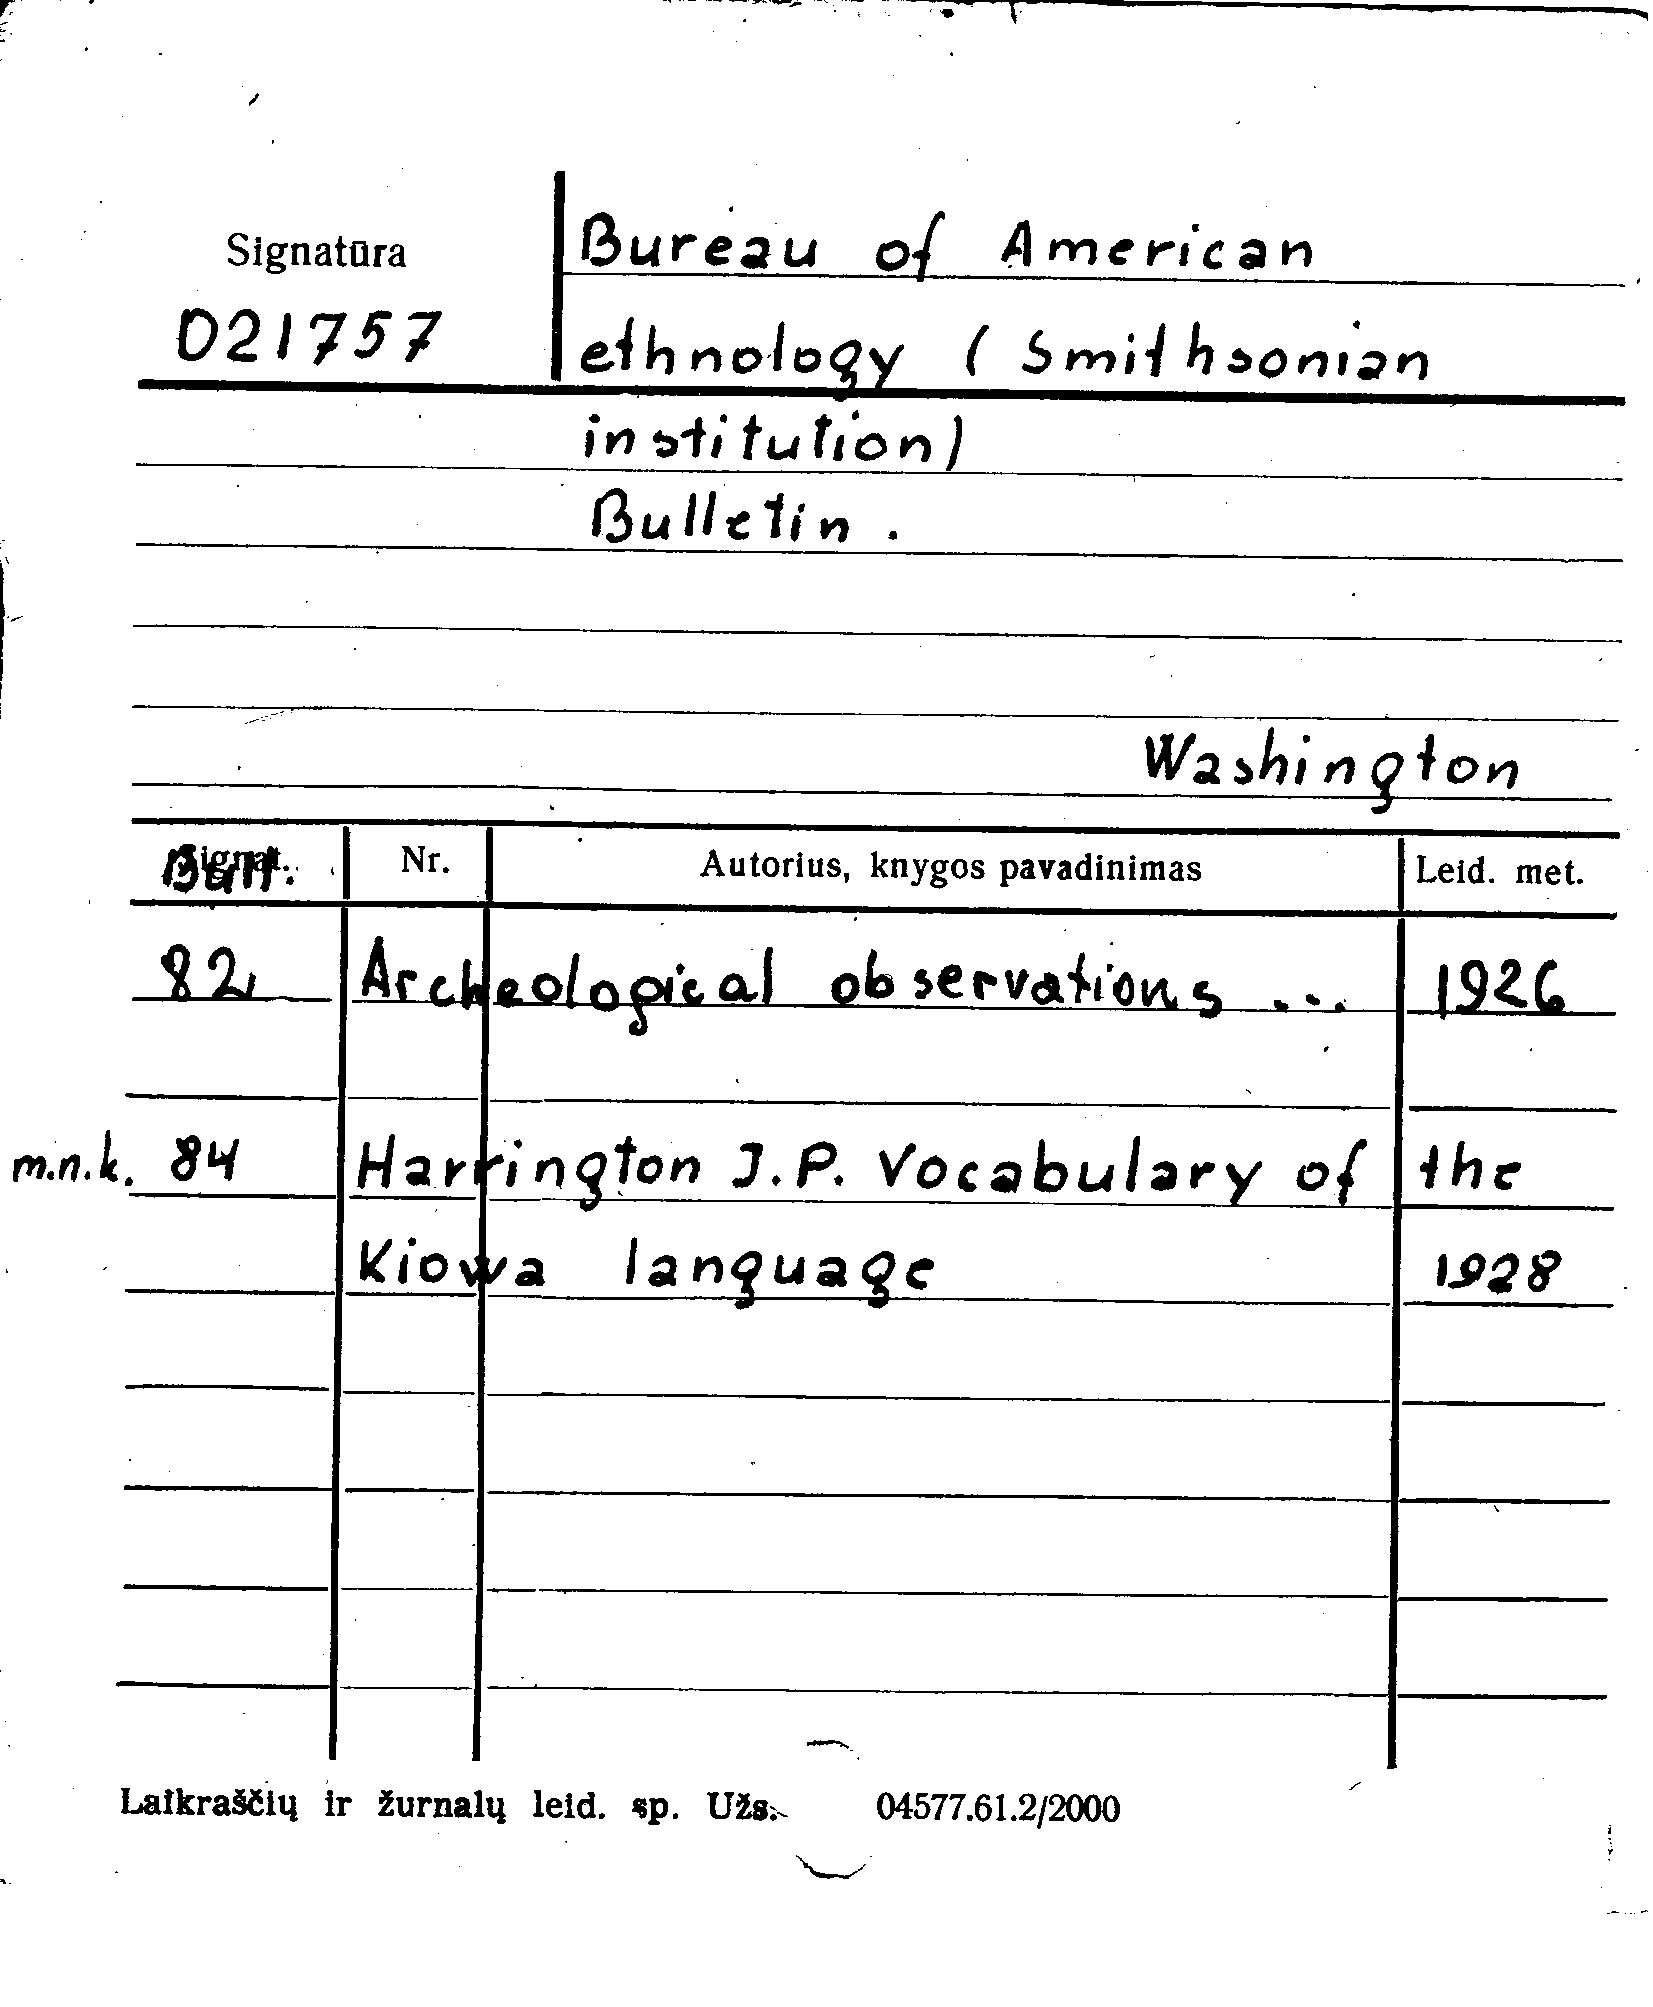 Signatūra
021757
Bureau of American
ethnology (Smithsonian
institution)
Bulletin.
Washington
Signat. Bull. Nr. Autorius, knygos pavadinimas Leid. met.
82 Archeological observations ... 1926
m.n.k. 84 Harrington J.P. Vocabulary of the
Kiowa language 1928
Laikraščių ir žurnalų leid. sp. Užs. 04577.61.2/2000